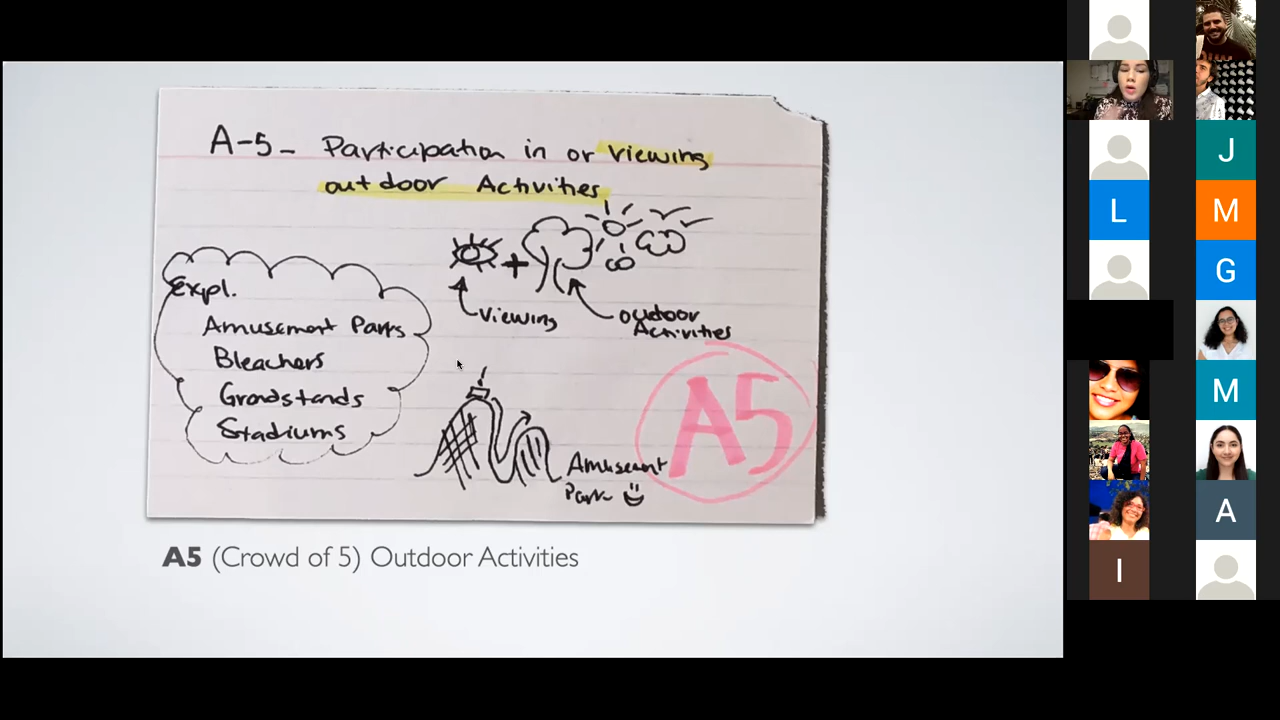 A-5- Participation in or viewing
outdoor Activities
Expl.
Amusement Parks
Bleachers
Grandstands
Stadiums
viewing
outdoor
Activities
A5
Amusement
Park
A5 (Crowd of 5) Outdoor Activities
J
L
M
G
M
A
I